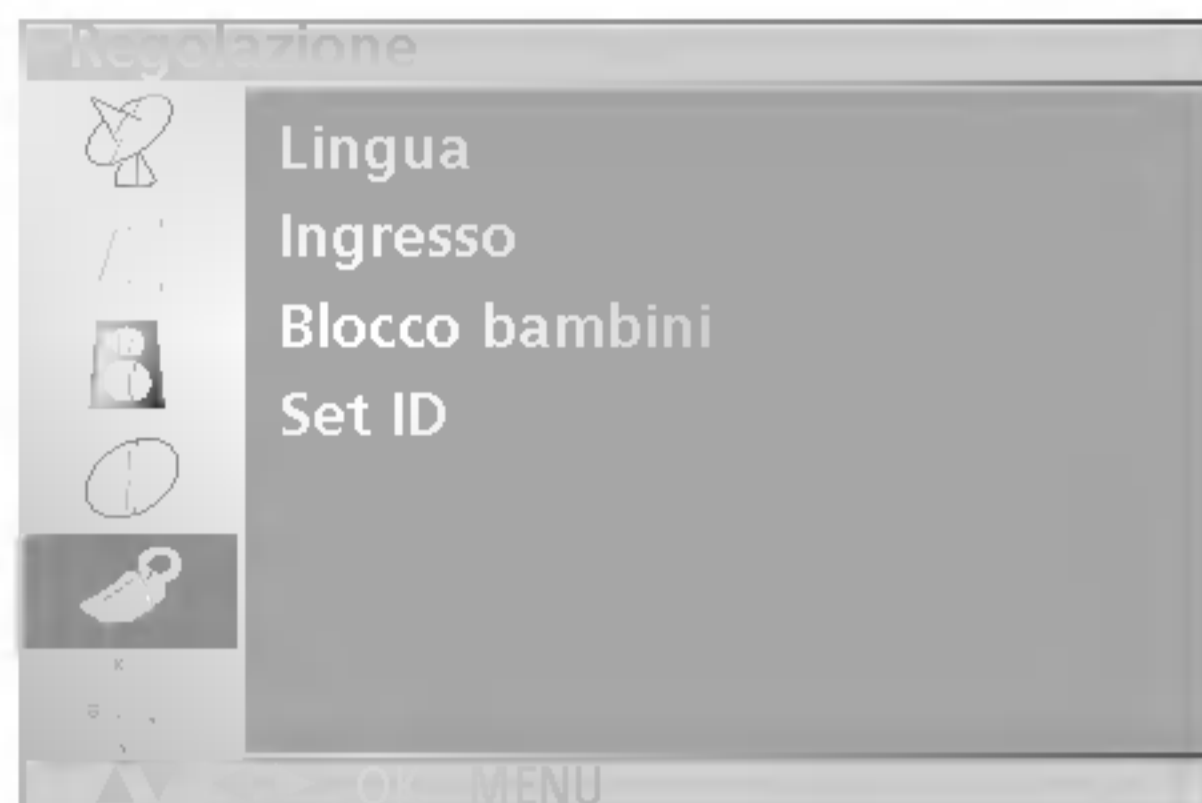 Regolazione
Lingua
Ingresso
Blocco bambini
Set ID
OK MENU